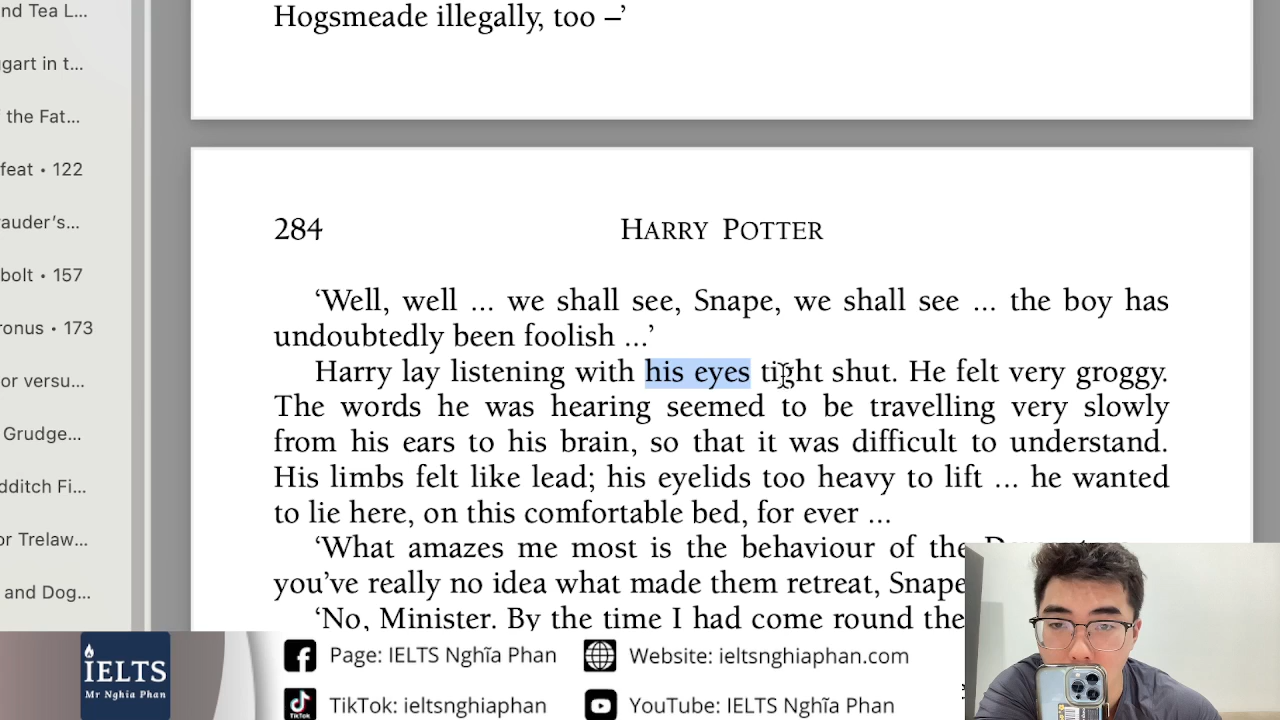 Hogsmeade illegally, too –’
nd Tea L...
gart in t...
the Fat...
feat • 122
auder’s...
bolt • 157
ronus • 173
or versu...
Grudge...
dditch Fi...
or Trelaw...
and Dog...
284 HARRY POTTER
‘Well, well ... we shall see, Snape, we shall see ... the boy has
undoubtedly been foolish ...’
Harry lay listening with his eyes tight shut. He felt very groggy.
The words he was hearing seemed to be travelling very slowly
from his ears to his brain, so that it was difficult to understand.
His limbs felt like lead; his eyelids too heavy to lift ... he wanted
to lie here, on this comfortable bed, for ever ...
‘What amazes me most is the behaviour of the
you’ve really no idea what made them retreat, Snape
‘No, Minister. By the time I had come round the
IELTS
Mr Nghia Phan
Page: IELTS Nghĩa Phan
Website: ieltsnghiaphan.com
TikTok: ieltsnghiaphan
YouTube: IELTS Nghĩa Phan